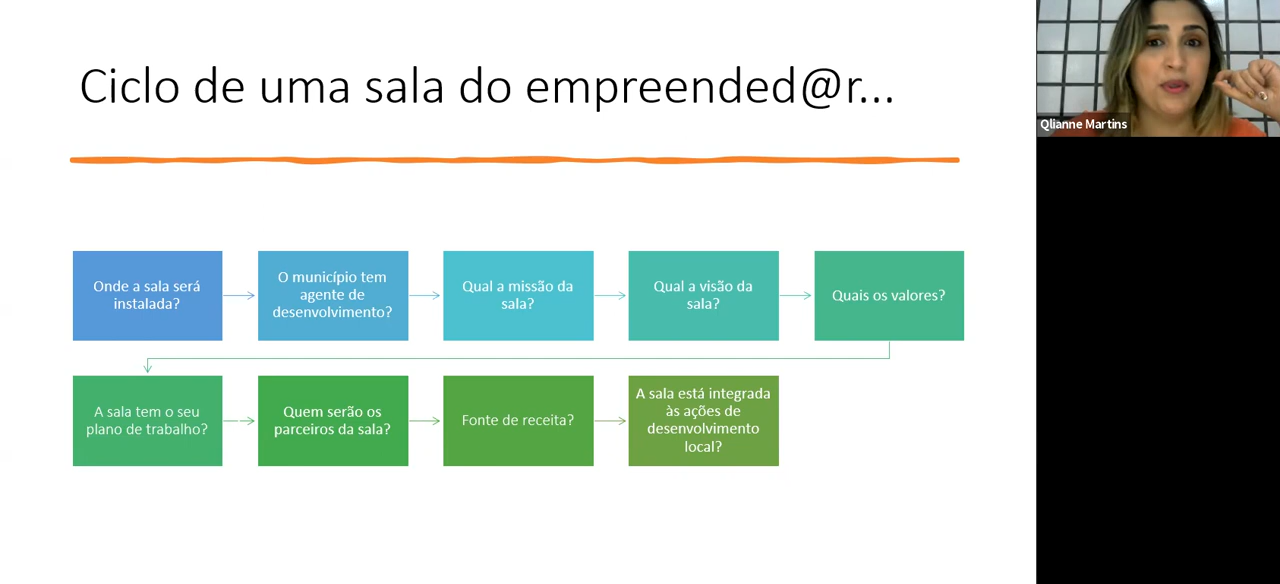 Ciclo de uma sala do empreended@r...
Qlianne Martins
Onde a sala será
instalada?
O município tem
agente de
desenvolvimento?
Qual a missão da
sala?
Qual a visão da
sala?
Quais os valores?
A sala tem o seu
plano de trabalho?
Quem serão os
parceiros da sala?
Fonte de receita?
A sala está integrada
às ações de
desenvolvimento
local?